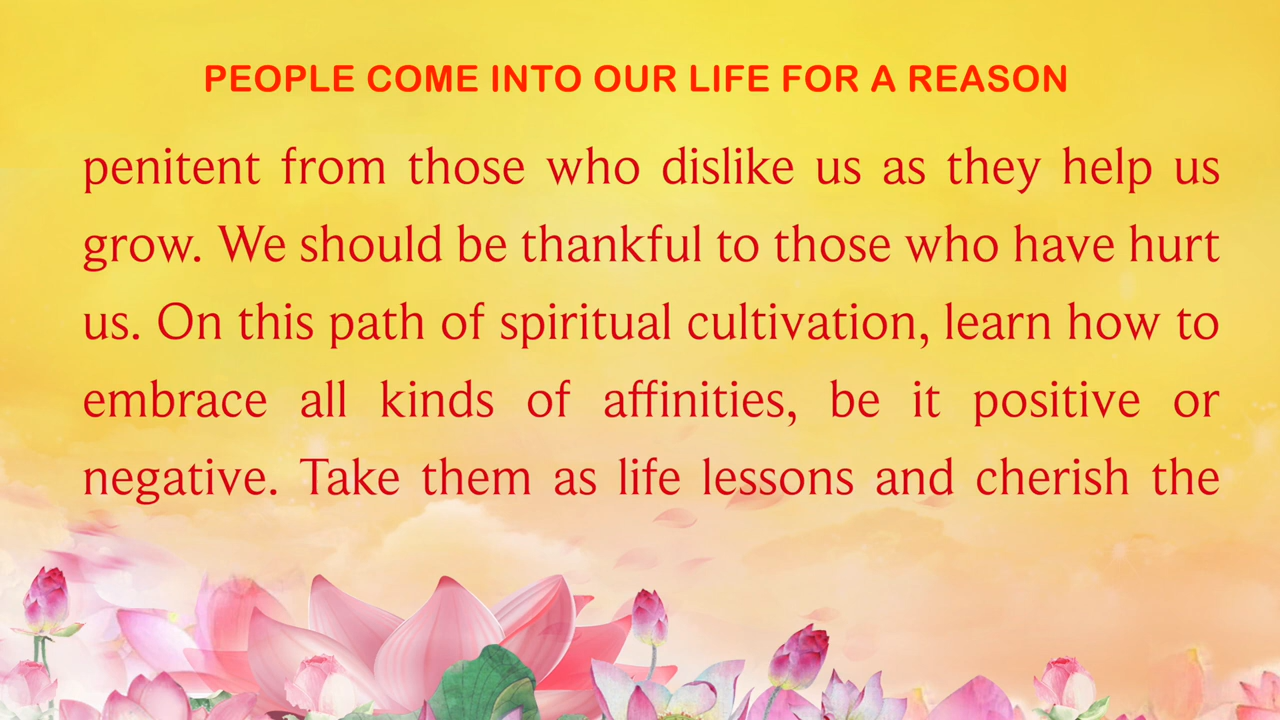 PEOPLE COME INTO OUR LIFE FOR A REASON
penitent from those who dislike us as they help us
grow. We should be thankful to those who have hurt
us. On this path of spiritual cultivation, learn how to
embrace all kinds of affinities, be it positive or
negative. Take them as life lessons and cherish the